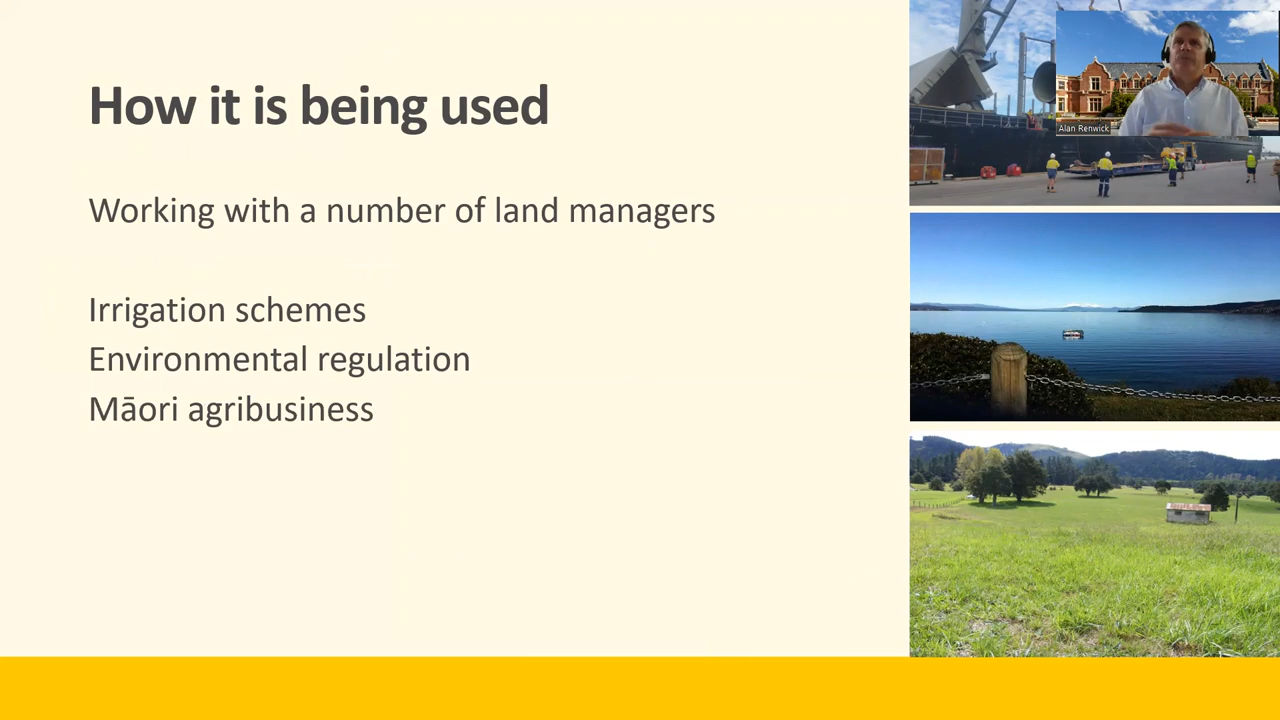 How it is being used
Working with a number of land managers
Irrigation schemes
Environmental regulation
Māori agribusiness
Alan Renwick